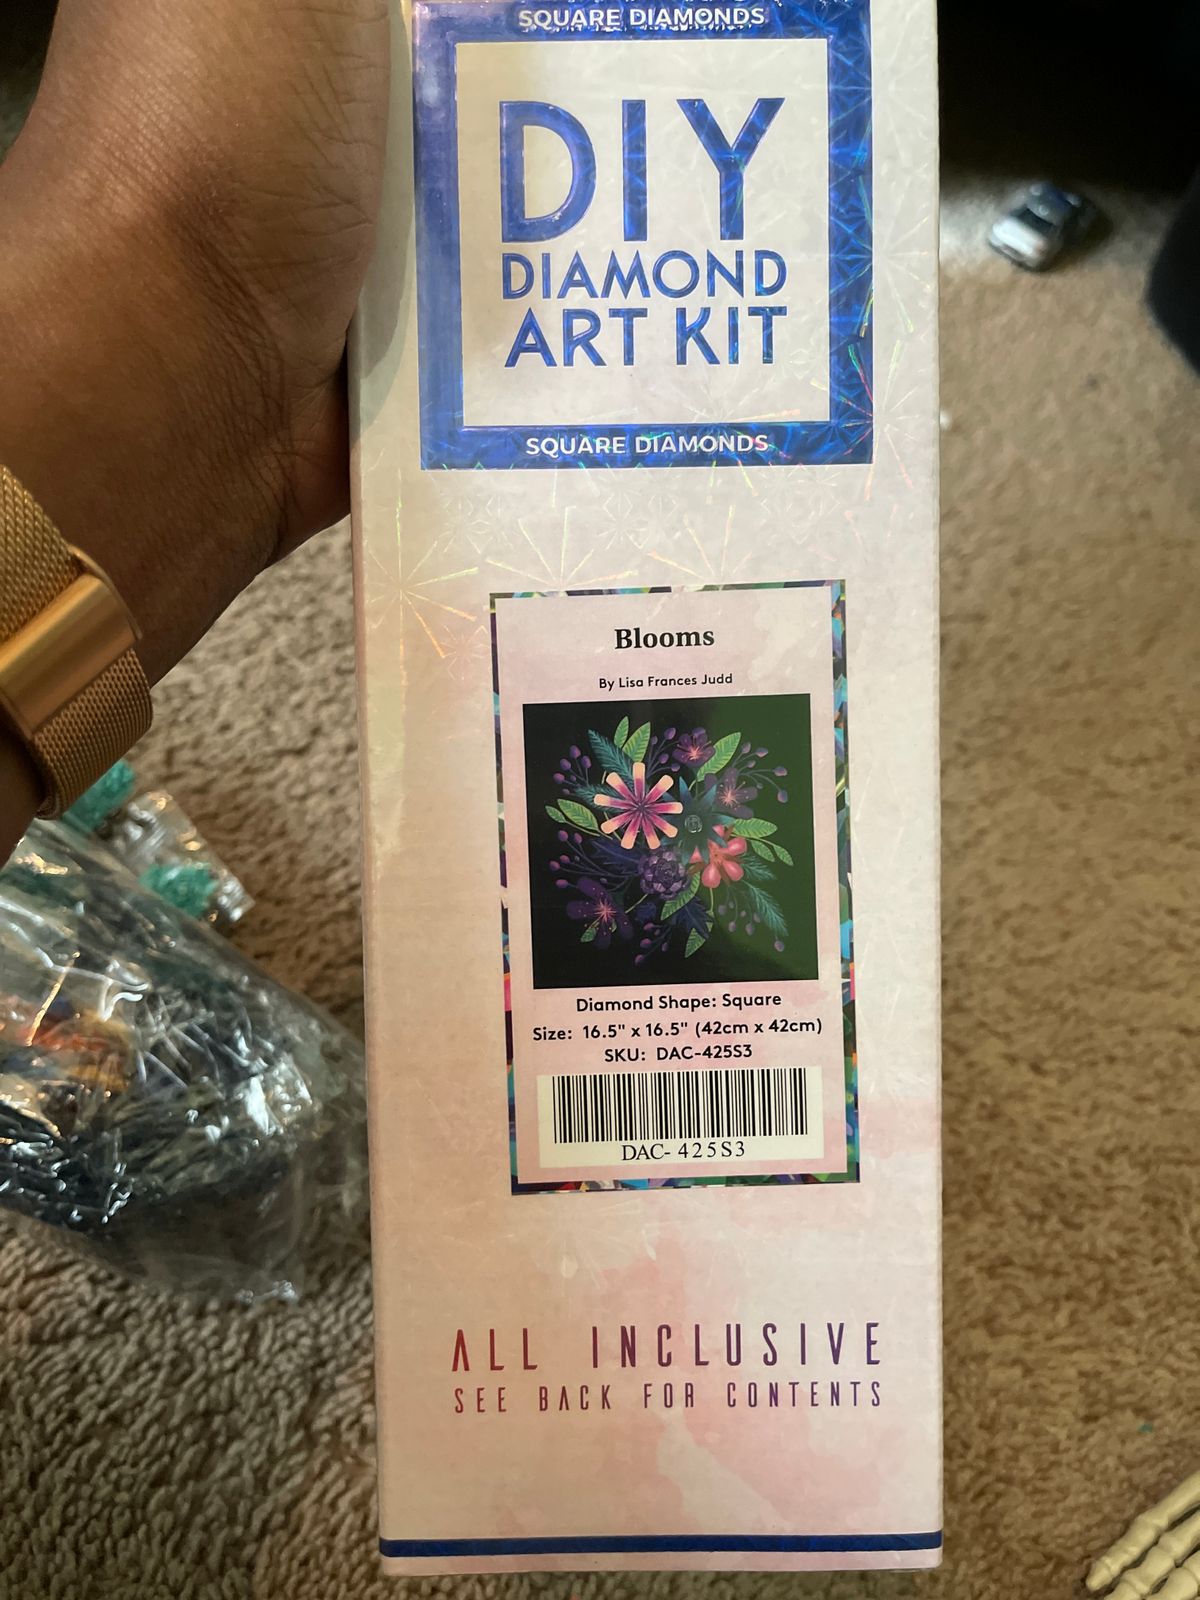 SQUARE DIAMONDS
DIY
DIAMOND
ART KIT
SQUARE DIAMONDS
Blooms
By Lisa Frances Judd
Diamond Shape: Square
Size: 16.5" x 16.5" (42cm x 42cm)
SKU: DAC-425S3
DAC- 425S3
ALL INCLUSIVE
SEE BACK FOR CONTENTS